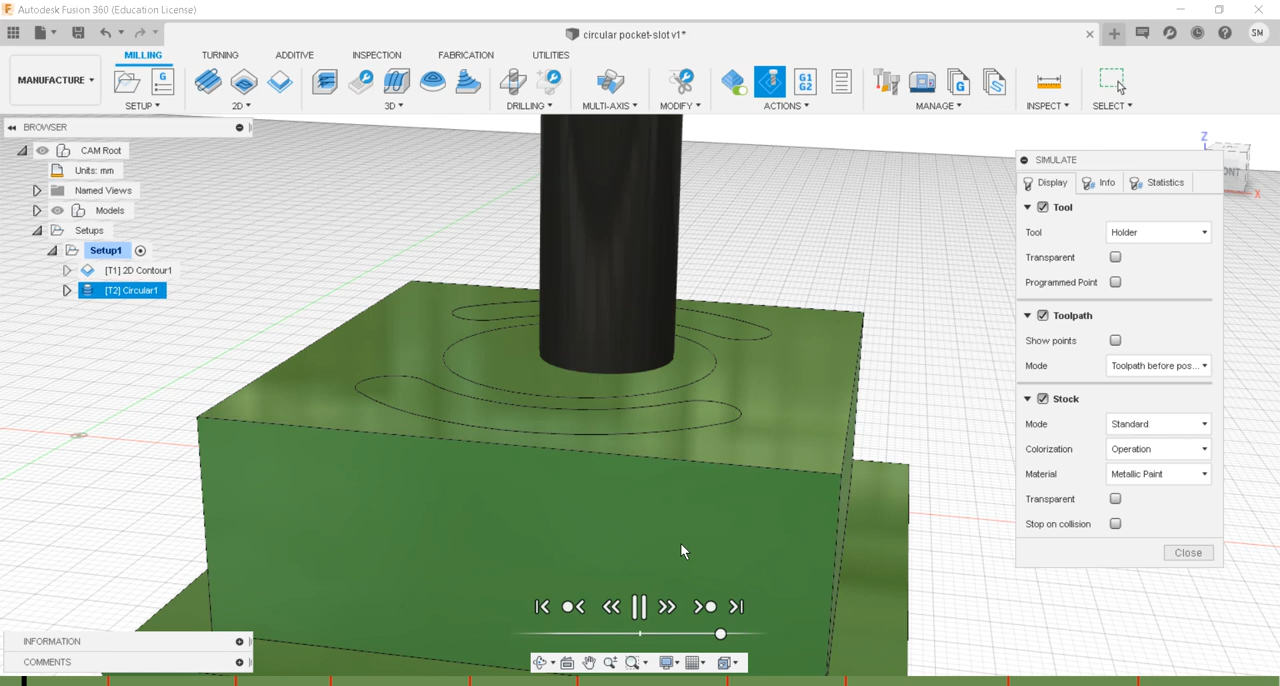 Autodesk Fusion 360 (Education License)
circular pocket-slot v1*
SM
MILLING TURNING ADDITIVE INSPECTION FABRICATION UTILITIES
MANUFACTURE
G
G1
G2
G
S
SETUP 2D 3D DRILLING MULTI-AXIS MODIFY ACTIONS MANAGE INSPECT SELECT
BROWSER
CAM Root
Units: mm
Named Views
Models
Setups
Setup1
[T1] 2D Contour1
[T2] Circular1
Z
X
SIMULATE
Display Info Statistics
Tool
Tool Holder
Transparent
Programmed Point
Toolpath
Show points
Mode Toolpath before pos...
Stock
Mode Standard
Colorization Operation
Material Metallic Paint
Transparent
Stop on collision
Close
INFORMATION
COMMENTS